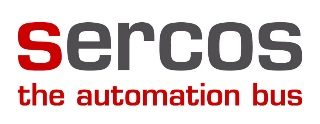 sercos
the automation bus